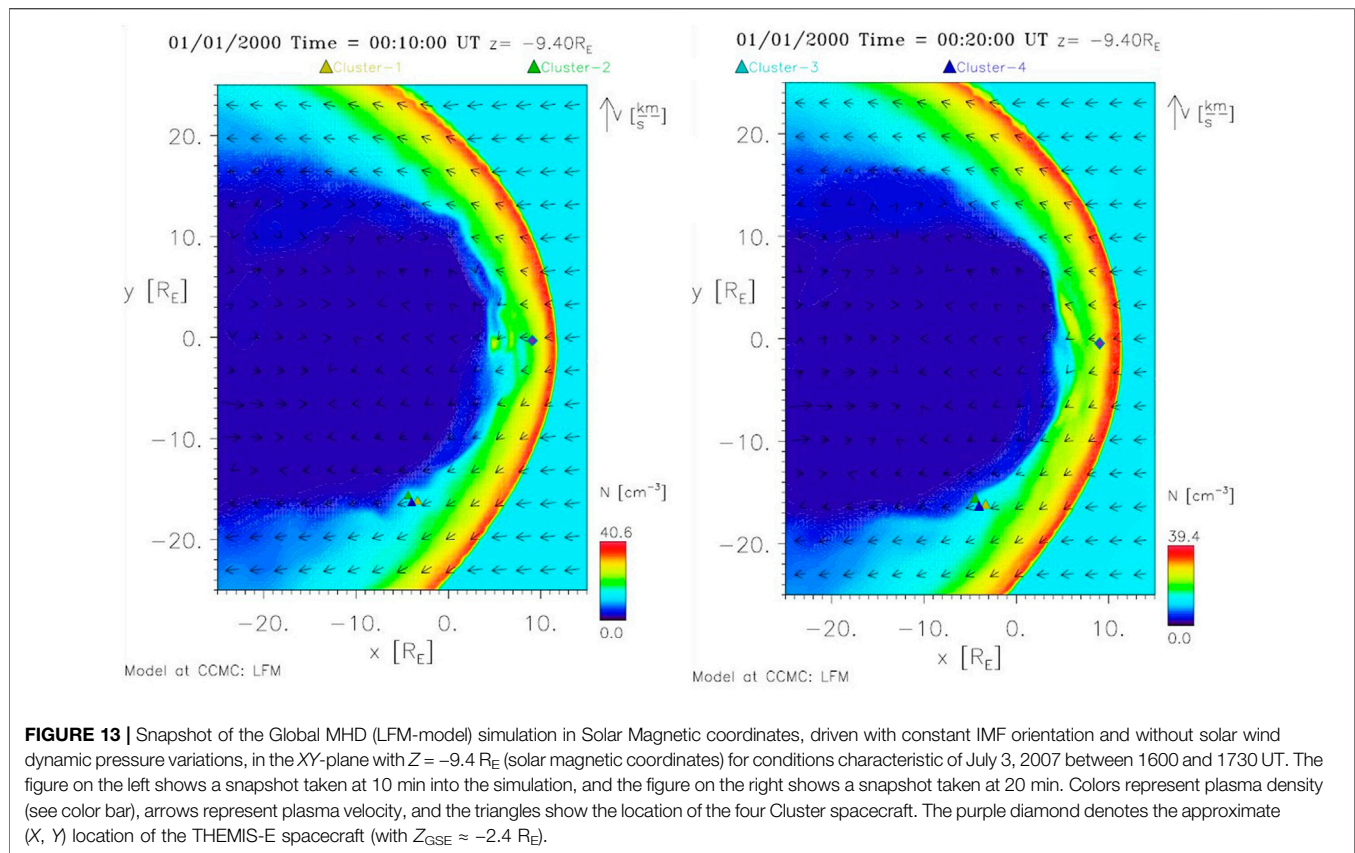 01/01/2000 Time = 00:10:00 UT z= −9.40R_E
Cluster−1 Cluster−2
V [km/s]
20.
10.
y [R_E]
0.
−10.
−20.
N [cm⁻³]
40.6
0.0
−20. −10. 0. 10.
x [R_E]
Model at CCMC: LFM
01/01/2000 Time = 00:20:00 UT z= −9.40R_E
Cluster−3 Cluster−4
V [km/s]
20.
10.
y [R_E]
0.
−10.
−20.
N [cm⁻³]
39.4
0.0
−20. −10. 0. 10.
x [R_E]
Model at CCMC: LFM
FIGURE 13 | Snapshot of the Global MHD (LFM-model) simulation in Solar Magnetic coordinates, driven with constant IMF orientation and without solar wind
dynamic pressure variations, in the XY-plane with Z = −9.4 R_E (solar magnetic coordinates) for conditions characteristic of July 3, 2007 between 1600 and 1730 UT. The
figure on the left shows a snapshot taken at 10 min into the simulation, and the figure on the right shows a snapshot taken at 20 min. Colors represent plasma density
(see color bar), arrows represent plasma velocity, and the triangles show the location of the four Cluster spacecraft. The purple diamond denotes the approximate
(X, Y) location of the THEMIS-E spacecraft (with Z_GSE ≈ −2.4 R_E).